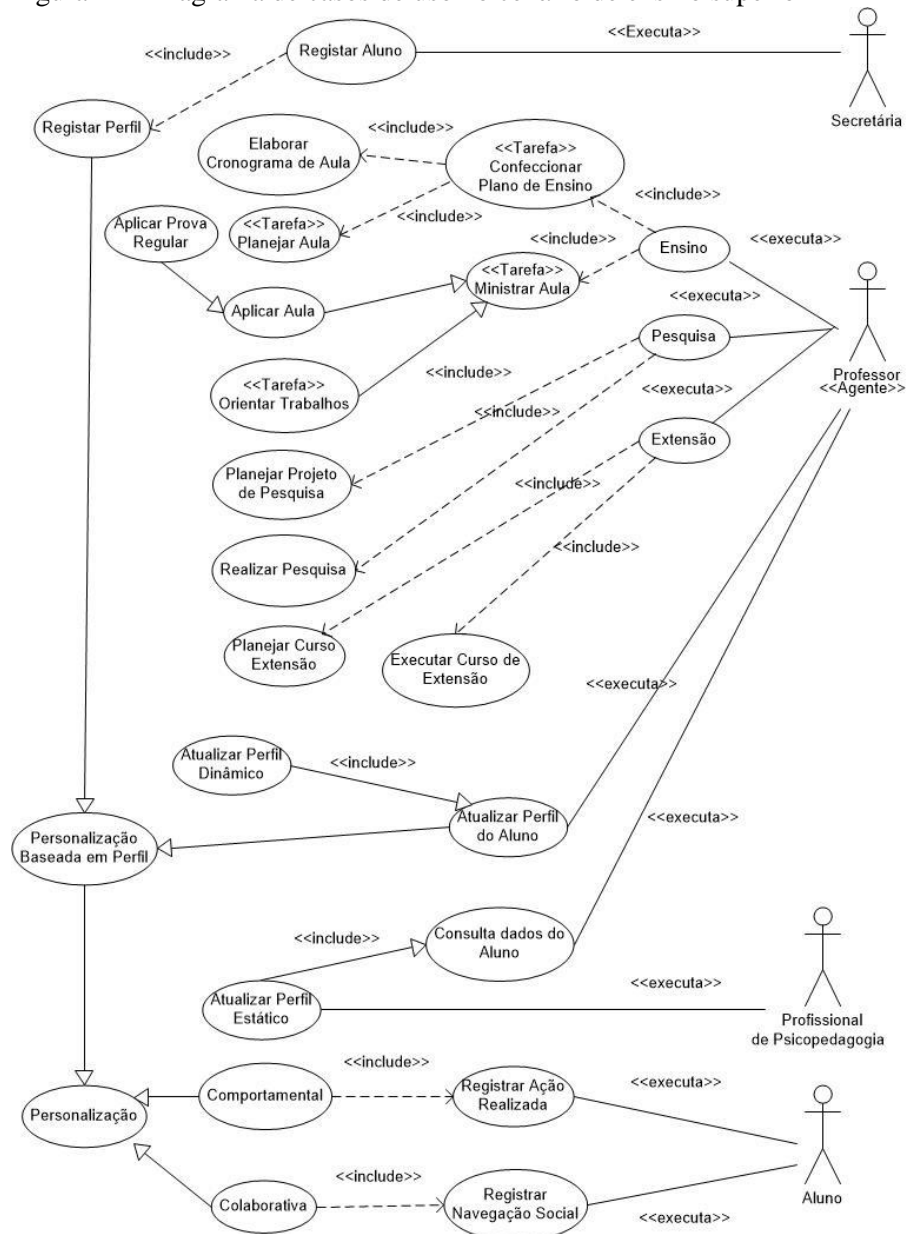 <<Executa>>
<<include>>
Registar Aluno
Secretária
Registar Perfil
Elaborar
Cronograma de Aula
<<include>>
<<Tarefa>>
Confeccionar
Plano de Ensino
<<include>>
Aplicar Prova
Regular
<<Tarefa>>
Planejar Aula
<<include>>
<<include>>
Ensino
<<executa>>
<<Tarefa>>
Ministrar Aula
<<executa>>
Aplicar Aula
Pesquisa
Professor
<<Agente>>
<<Tarefa>>
Orientar Trabalhos
<<include>>
<<executa>>
<<include>>
Extensão
Planejar Projeto
de Pesquisa
<<include>>
Realizar Pesquisa
<<include>>
Planejar Curso
Extensão
Executar Curso de
Extensão
<<executa>>
Atualizar Perfil
Dinâmico
<<include>>
Personalização
Baseada em Perfil
Atualizar Perfil
do Aluno
<<executa>>
<<include>>
Consulta dados do
Aluno
Atualizar Perfil
Estático
<<executa>>
Profissional
de Psicopedagogia
<<include>>
Comportamental
Registrar Ação
Realizada
<<executa>>
Personalização
<<include>>
Colaborativa
Registrar
Navegação Social
<<executa>>
Aluno